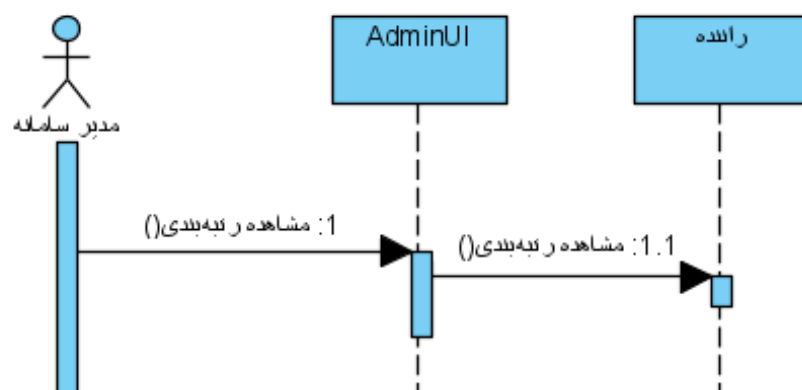 AdminUI
راننده
مدیر سامانه
1: مشاهده رتبه‌بندی()
1.1: مشاهده رتبه‌بندی()